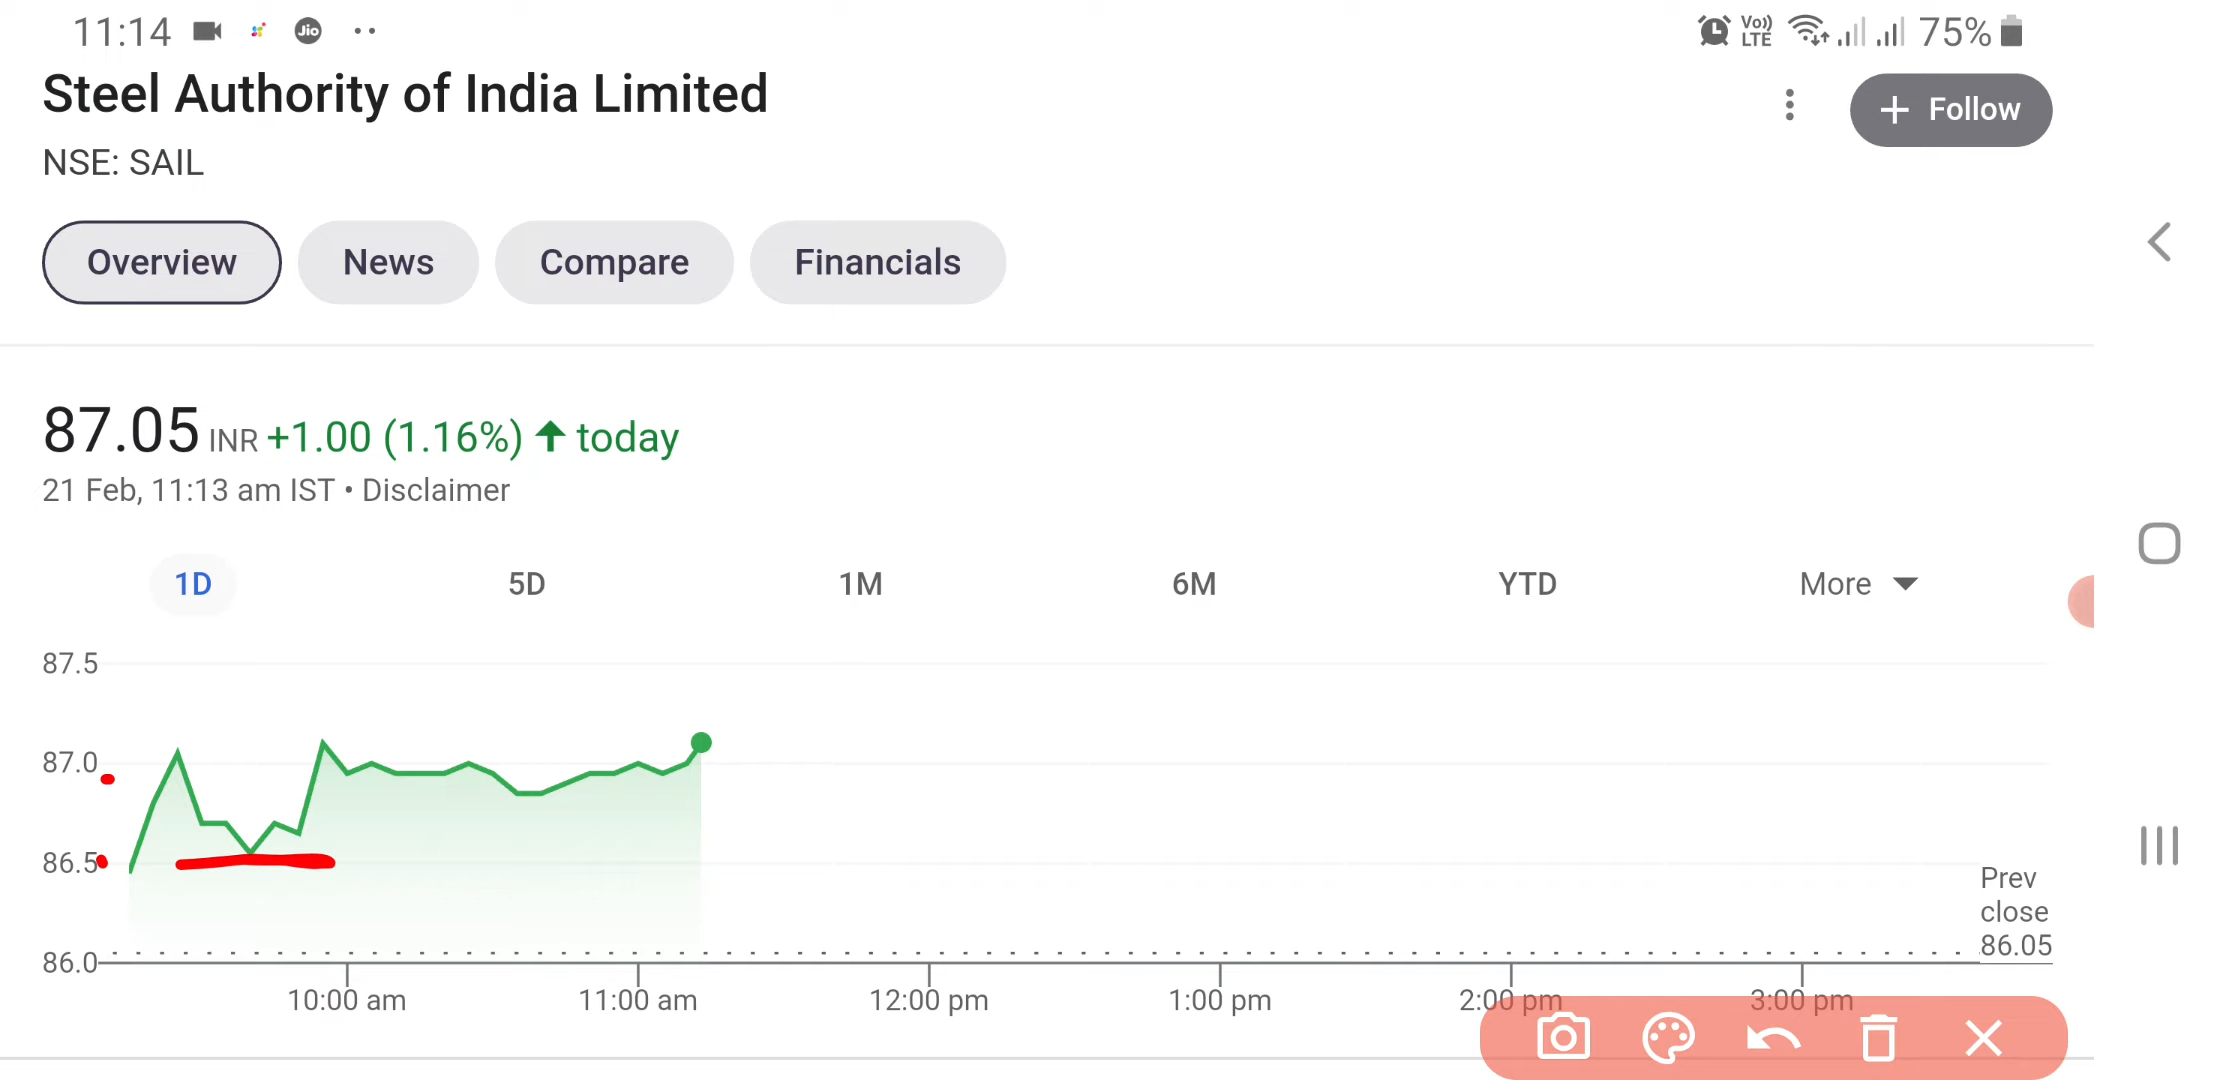 11:14 Jio Vo)) LTE 75%
Steel Authority of India Limited
+ Follow
NSE: SAIL
Overview News Compare Financials
87.05 INR +1.00 (1.16%) today
21 Feb, 11:13 am IST • Disclaimer
1D 5D 1M 6M YTD More
87.5
87.0
86.5
Prev
close
86.05
86.0
10:00 am 11:00 am 12:00 pm 1:00 pm 2:00 pm 3:00 pm